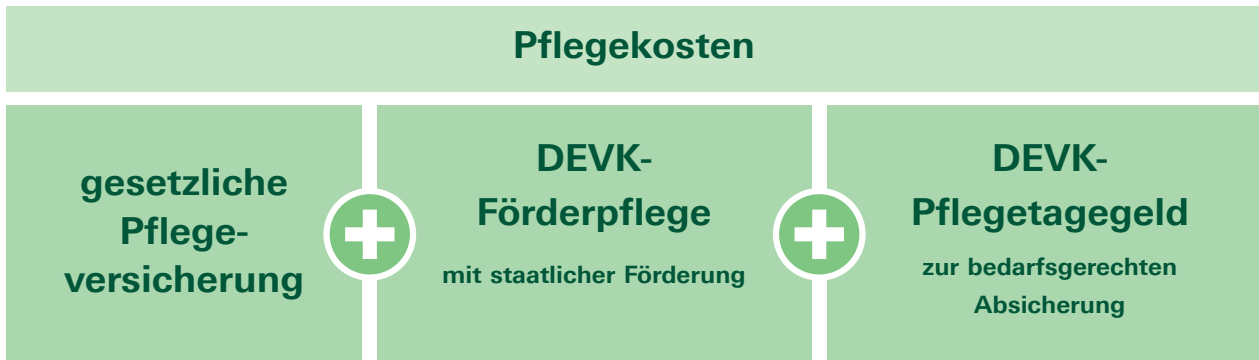 Pflegekosten
gesetzliche
Pflege-
versicherung
DEVK-
Förderpflege
mit staatlicher Förderung
DEVK-
Pflegetagegeld
zur bedarfsgerechten
Absicherung